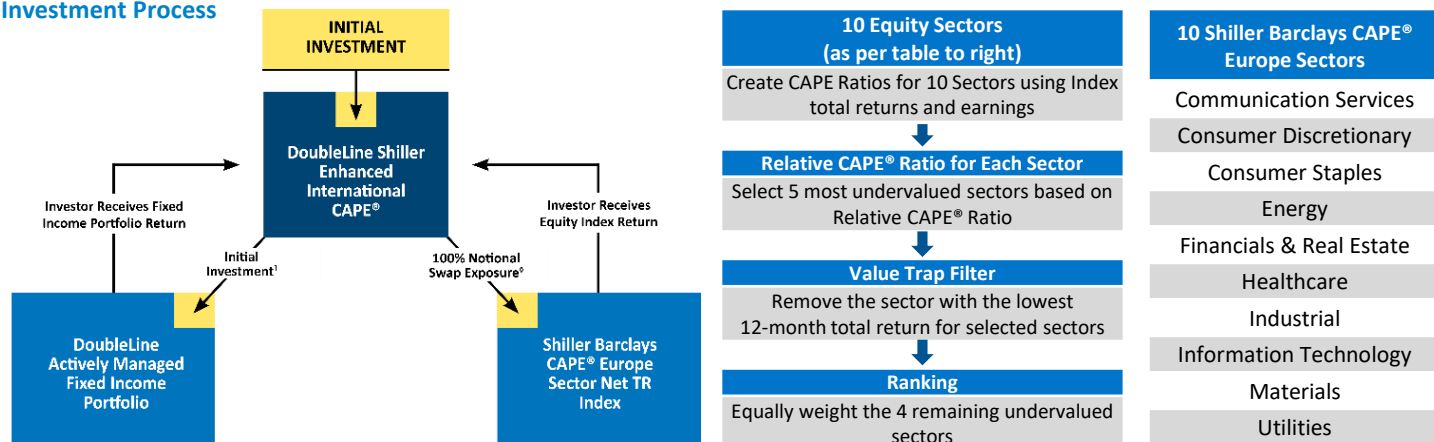 Investment Process
INITIAL
INVESTMENT
DoubleLine Shiller
Enhanced
International
CAPE®
Investor Receives Fixed
Income Portfolio Return
Investor Receives
Equity Index Return
Initial
Investment¹
100% Notional
Swap Exposure⁰
DoubleLine
Actively Managed
Fixed Income
Portfolio
Shiller Barclays
CAPE® Europe
Sector Net TR
Index
10 Equity Sectors
(as per table to right)
Create CAPE Ratios for 10 Sectors using Index
total returns and earnings
Relative CAPE® Ratio for Each Sector
Select 5 most undervalued sectors based on
Relative CAPE® Ratio
Value Trap Filter
Remove the sector with the lowest
12-month total return for selected sectors
Ranking
Equally weight the 4 remaining undervalued
sectors
10 Shiller Barclays CAPE®
Europe Sectors
Communication Services
Consumer Discretionary
Consumer Staples
Energy
Financials & Real Estate
Healthcare
Industrial
Information Technology
Materials
Utilities